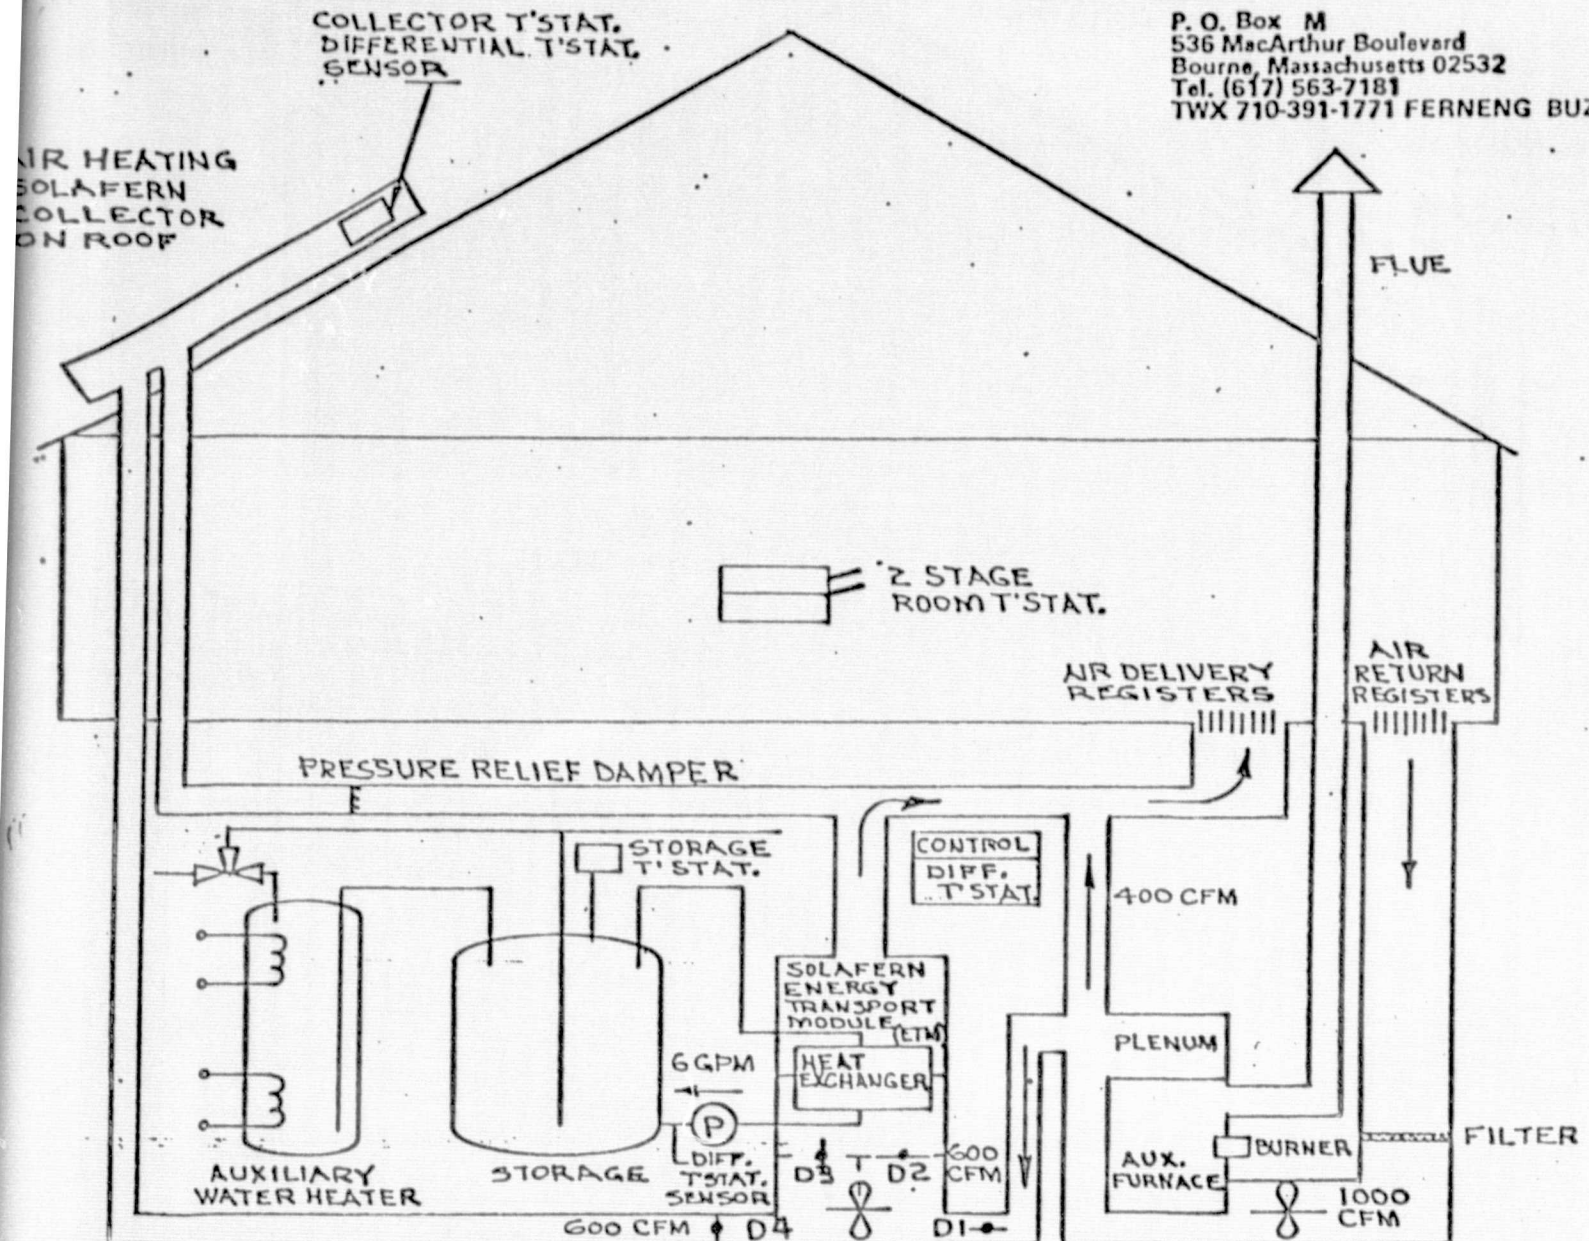 COLLECTOR T'STAT.
DIFFERENTIAL T'STAT.
SENSOR
P. O. Box M
536 MacArthur Boulevard
Bourne, Massachusetts 02532
Tel. (617) 563-7181
TWX 710-391-1771 FERNENG BUZ
AIR HEATING
SOLAFERN
COLLECTOR
ON ROOF
FLUE
2 STAGE
ROOM T'STAT.
AIR DELIVERY
REGISTERS
AIR
RETURN
REGISTERS
PRESSURE RELIEF DAMPER
STORAGE
T'STAT.
CONTROL
DIFF.
T'STAT.
400 CFM
SOLAFERN
ENERGY
TRANSPORT
MODULE
(ETM)
PLENUM
6 GPM
HEAT
EXCHANGER
P
DIFF.
TSTAT.
SENSOR
D3
D2
600
CFM
BURNER
FILTER
AUX.
FURNACE
AUXILIARY
WATER HEATER
STORAGE
1000
CFM
600 CFM
D4
D1